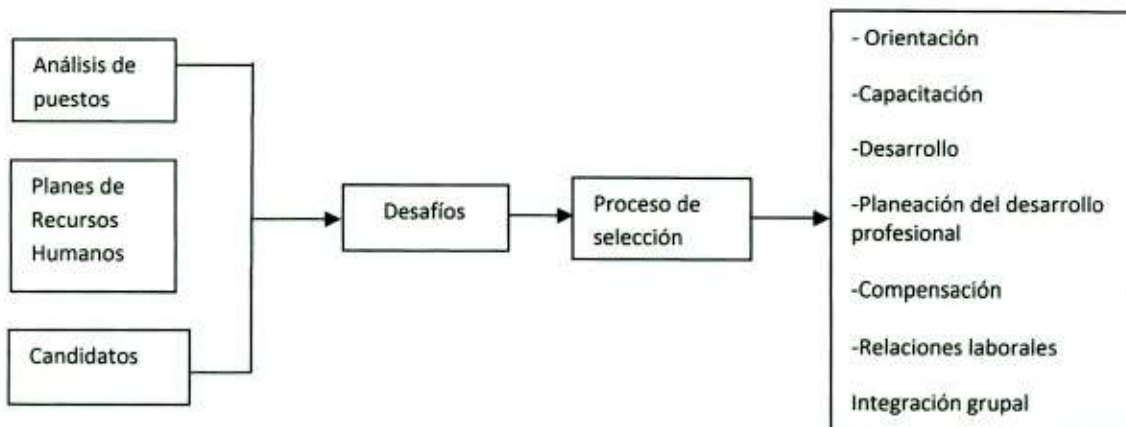 Análisis de
puestos
Planes de
Recursos
Humanos
Candidatos
Desafíos
Proceso de
selección
- Orientación
-Capacitación
-Desarrollo
-Planeación del desarrollo
profesional
-Compensación
-Relaciones laborales
Integración grupal